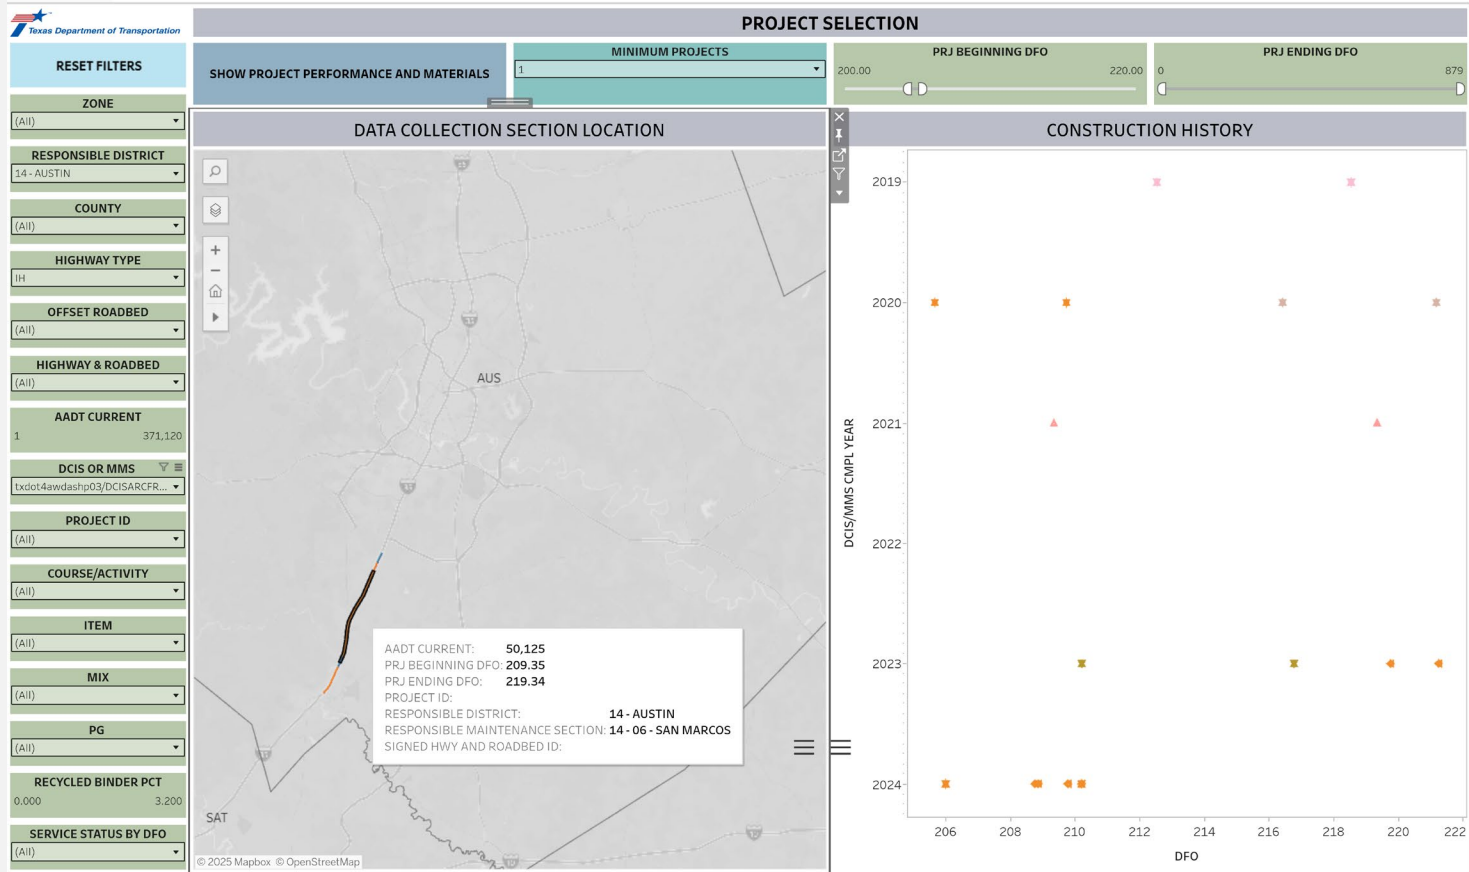 Texas Department of Transportation
PROJECT SELECTION
RESET FILTERS
SHOW PROJECT PERFORMANCE AND MATERIALS
MINIMUM PROJECTS
1
PRJ BEGINNING DFO
200.00 220.00
PRJ ENDING DFO
0 879
ZONE
(All)
RESPONSIBLE DISTRICT
14 - AUSTIN
COUNTY
(All)
HIGHWAY TYPE
IH
OFFSET ROADBED
(All)
HIGHWAY & ROADBED
(All)
AADT CURRENT
1 371,120
DCIS OR MMS
txdot4awdashp03/DCISARCFR...
PROJECT ID
(All)
COURSE/ACTIVITY
(All)
ITEM
(All)
MIX
(All)
PG
(All)
RECYCLED BINDER PCT
0.000 3.200
SERVICE STATUS BY DFO
(All)
DATA COLLECTION SECTION LOCATION
AUS
SAT
AADT CURRENT: 50,125
PRJ BEGINNING DFO: 209.35
PRJ ENDING DFO: 219.34
PROJECT ID:
RESPONSIBLE DISTRICT: 14 - AUSTIN
RESPONSIBLE MAINTENANCE SECTION: 14 - 06 - SAN MARCOS
SIGNED HWY AND ROADBED ID:
© 2025 Mapbox © OpenStreetMap
CONSTRUCTION HISTORY
DCIS/MMS CMPL YEAR
2019
2020
2021
2022
2023
2024
206 208 210 212 214 216 218 220 222
DFO